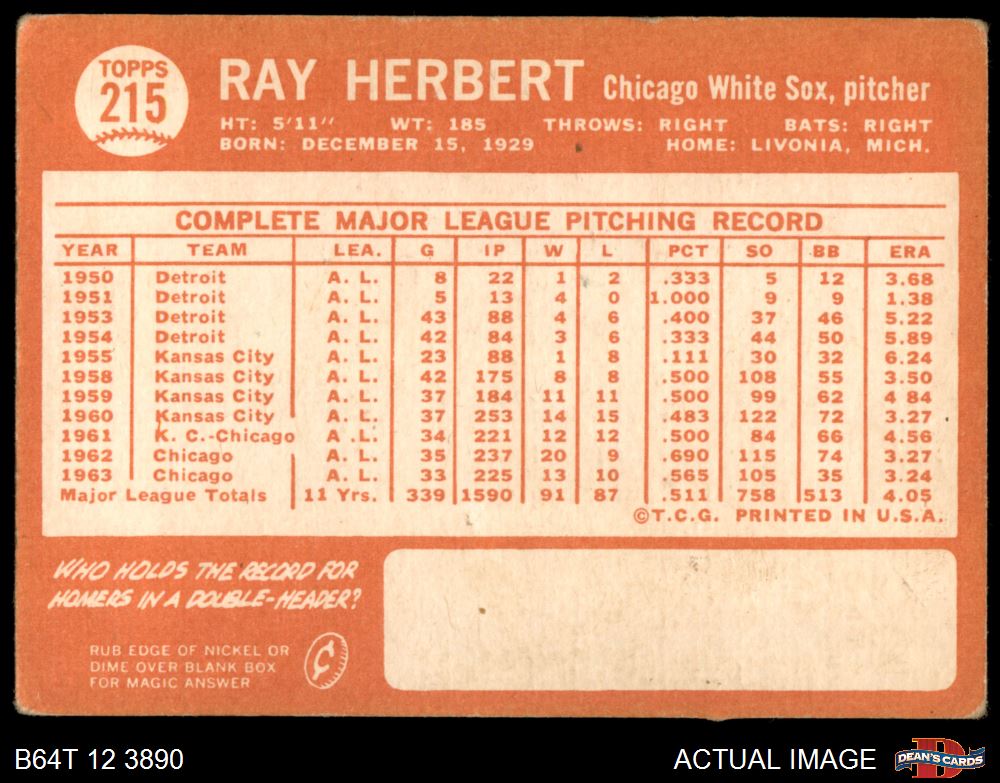 TOPPS
215
RAY HERBERT Chicago White Sox, pitcher
HT: 5'11" WT: 185 THROWS: RIGHT BATS: RIGHT
BORN: DECEMBER 15, 1929 HOME: LIVONIA, MICH.
COMPLETE MAJOR LEAGUE PITCHING RECORD
YEAR TEAM LEA. G IP W L PCT SO BB ERA
1950 Detroit A. L. 8 22 1 2 .333 5 12 3.68
1951 Detroit A. L. 5 13 4 0 1.000 9 9 1.38
1953 Detroit A. L. 43 88 4 6 .400 37 46 5.22
1954 Detroit A. L. 42 84 3 6 .333 44 50 5.89
1955 Kansas City A. L. 23 88 1 8 .111 30 32 6.24
1958 Kansas City A. L. 42 175 8 8 .500 108 55 3.50
1959 Kansas City A. L. 37 184 11 11 .500 99 62 4 84
1960 Kansas City A. L. 37 253 14 15 .483 122 72 3.27
1961 K. C.-Chicago A .L. 34 221 12 12 .500 84 66 4.56
1962 Chicago A. L. 35 237 20 9 .690 115 74 3.27
1963 Chicago A. L. 33 225 13 10 .565 105 35 3.24
Major League Totals 11 Yrs. 339 1590 91 87 .511 758 513 4.05
©T.C.G. PRINTED IN U.S.A.
WHO HOLDS THE RECORD FOR
HOMERS IN A DOUBLE-HEADER?
RUB EDGE OF NICKEL OR
DIME OVER BLANK BOX
FOR MAGIC ANSWER
¢
B64T 12 3890 ACTUAL IMAGE D DEAN'S CARDS